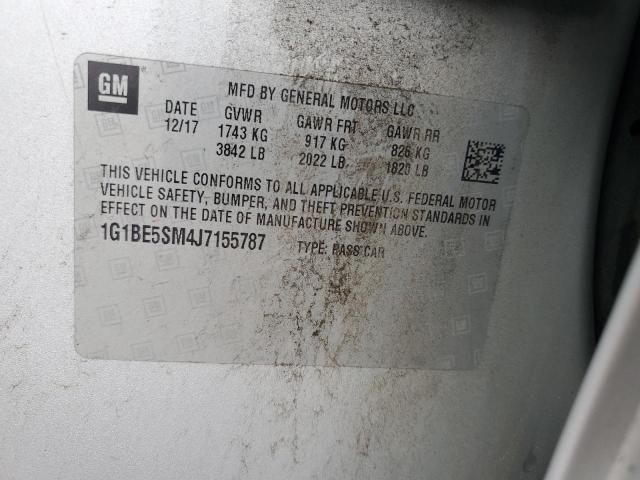 GM
MFD BY GENERAL MOTORS LLC
DATE GVWR GAWR FRT GAWR RR
12/17 1743 KG 917 KG 826 KG
3842 LB 2022 LB 1820 LB
THIS VEHICLE CONFORMS TO ALL APPLICABLE U.S. FEDERAL MOTOR
VEHICLE SAFETY, BUMPER, AND THEFT PREVENTION STANDARDS IN
EFFECT ON THE DATE OF MANUFACTURE SHOWN ABOVE.
1G1BE5SM4J7155787 TYPE: PASS CAR